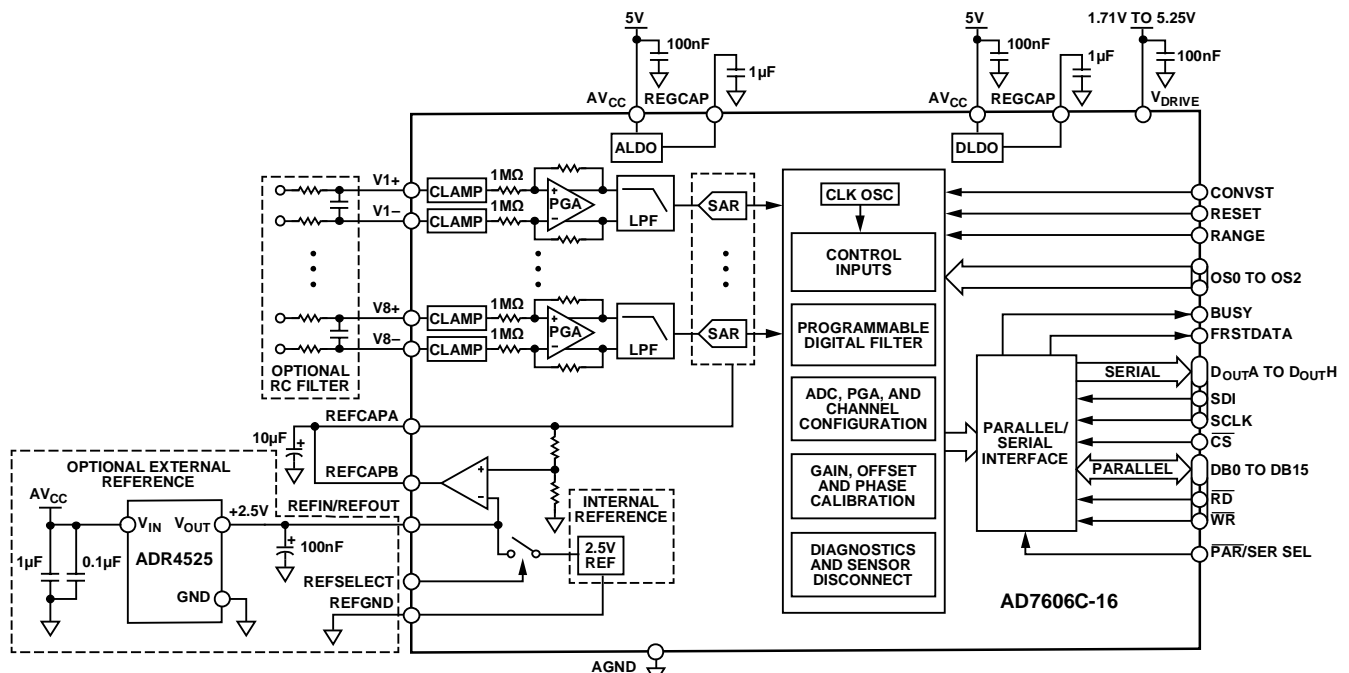 5V
100nF
1µF
AVCC
REGCAP
5V
100nF
1µF
AVCC
REGCAP
1.71V TO 5.25V
100nF
VDRIVE
ALDO
DLDO
V1+
CLAMP
1MΩ
+
PGA
−
LPF
SAR
V1−
CLAMP
1MΩ
V8+
CLAMP
1MΩ
+
PGA
−
LPF
SAR
V8−
CLAMP
1MΩ
OPTIONAL
RC FILTER
CLK OSC
CONTROL
INPUTS
PROGRAMMABLE
DIGITAL FILTER
ADC, PGA, AND
CHANNEL
CONFIGURATION
GAIN, OFFSET
AND PHASE
CALIBRATION
DIAGNOSTICS
AND SENSOR
DISCONNECT
PARALLEL/
SERIAL
INTERFACE
SERIAL
PARALLEL
CONVST
RESET
RANGE
OS0 TO OS2
BUSY
FRSTDATA
DOUTA TO DOUTH
SDI
SCLK
CS
DB0 TO DB15
RD
WR
PAR/SER SEL
AD7606C-16
REFCAPA
10µF
+
REFCAPB
+
−
REFIN/REFOUT
INTERNAL
REFERENCE
2.5V
REF
REFSELECT
REFGND
AGND
OPTIONAL EXTERNAL
REFERENCE
AVCC
VIN
VOUT
+2.5V
ADR4525
GND
1µF
0.1µF
+
100nF